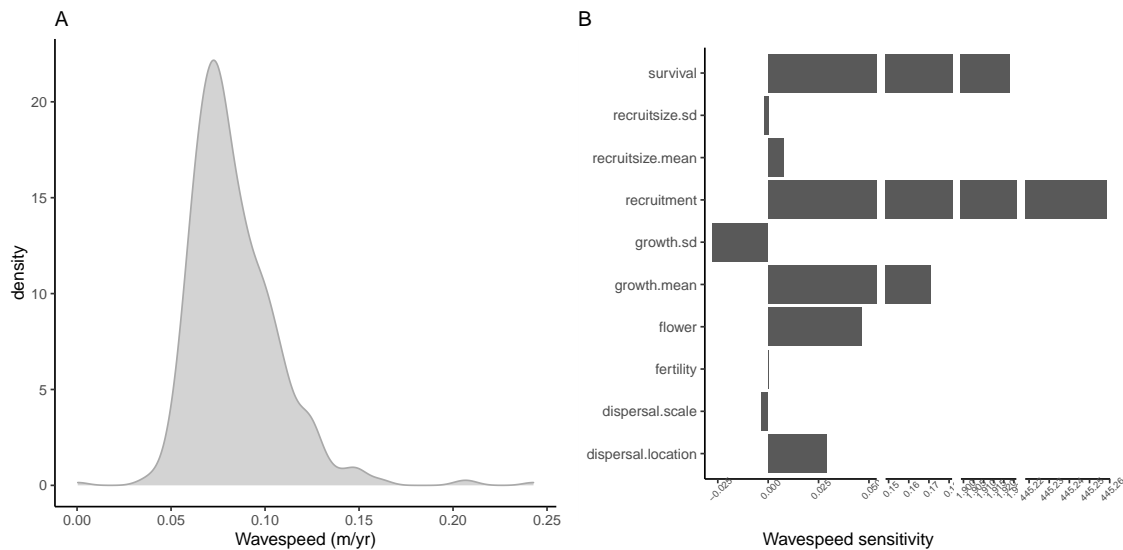 A
B
density
20
15
10
5
0
0.00
0.05
0.10
0.15
0.20
0.25
Wavespeed (m/yr)
survival
recruitsize.sd
recruitsize.mean
recruitment
growth.sd
growth.mean
flower
fertility
dispersal.scale
dispersal.location
−0.025
0.000
0.025
0.15
0.16
0.17
1.900
445.22
445.23
445.24
445.25
445.26
Wavespeed sensitivity